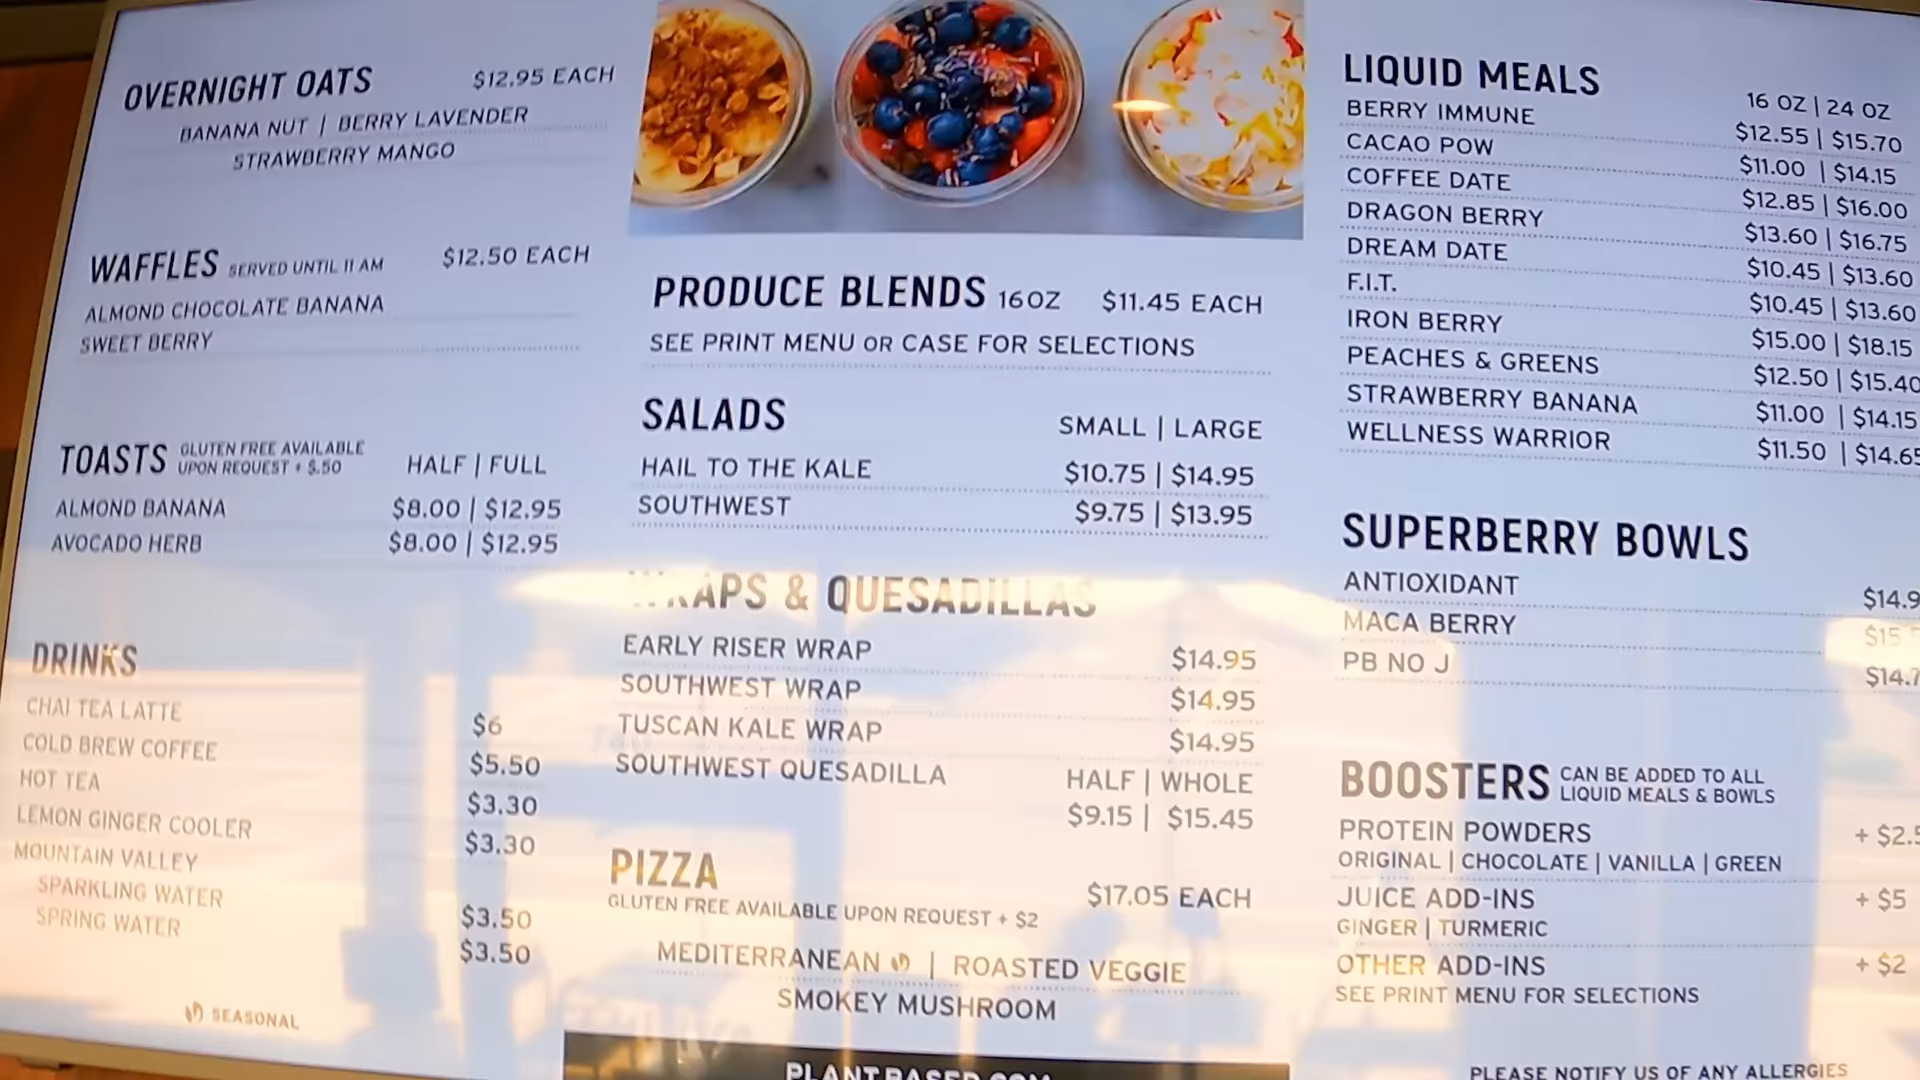 OVERNIGHT OATS $12.95 EACH
BANANA NUT | BERRY LAVENDER
STRAWBERRY MANGO
WAFFLES SERVED UNTIL 11 AM $12.50 EACH
ALMOND CHOCOLATE BANANA
SWEET BERRY
TOASTS GLUTEN FREE AVAILABLE
UPON REQUEST + $.50 HALF | FULL
ALMOND BANANA $8.00 | $12.95
AVOCADO HERB $8.00 | $12.95
DRINKS
CHAI TEA LATTE $6
COLD BREW COFFEE $5.50
HOT TEA $3.30
LEMON GINGER COOLER $3.30
MOUNTAIN VALLEY
SPARKLING WATER $3.50
SPRING WATER $3.50
SEASONAL
PRODUCE BLENDS 16OZ $11.45 EACH
SEE PRINT MENU OR CASE FOR SELECTIONS
SALADS SMALL | LARGE
HAIL TO THE KALE $10.75 | $14.95
SOUTHWEST $9.75 | $13.95
WRAPS & QUESADILLAS
EARLY RISER WRAP $14.95
SOUTHWEST WRAP $14.95
TUSCAN KALE WRAP $14.95
SOUTHWEST QUESADILLA HALF | WHOLE
$9.15 | $15.45
PIZZA $17.05 EACH
GLUTEN FREE AVAILABLE UPON REQUEST + $2
MEDITERRANEAN | ROASTED VEGGIE
SMOKEY MUSHROOM
PLANTBASED.COM
LIQUID MEALS 16 OZ | 24 OZ
BERRY IMMUNE $12.55 | $15.70
CACAO POW $11.00 | $14.15
COFFEE DATE $12.85 | $16.00
DRAGON BERRY $13.60 | $16.75
DREAM DATE $10.45 | $13.60
F.I.T. $10.45 | $13.60
IRON BERRY $15.00 | $18.15
PEACHES & GREENS $12.50 | $15.40
STRAWBERRY BANANA $11.00 | $14.15
WELLNESS WARRIOR $11.50 | $14.65
SUPERBERRY BOWLS
ANTIOXIDANT $14.9
MACA BERRY $15
PB NO J $14.7
BOOSTERS CAN BE ADDED TO ALL
LIQUID MEALS & BOWLS
PROTEIN POWDERS + $2.5
ORIGINAL | CHOCOLATE | VANILLA | GREEN
JUICE ADD-INS + $5
GINGER | TURMERIC
OTHER ADD-INS + $2
SEE PRINT MENU FOR SELECTIONS
PLEASE NOTIFY US OF ANY ALLERGIES